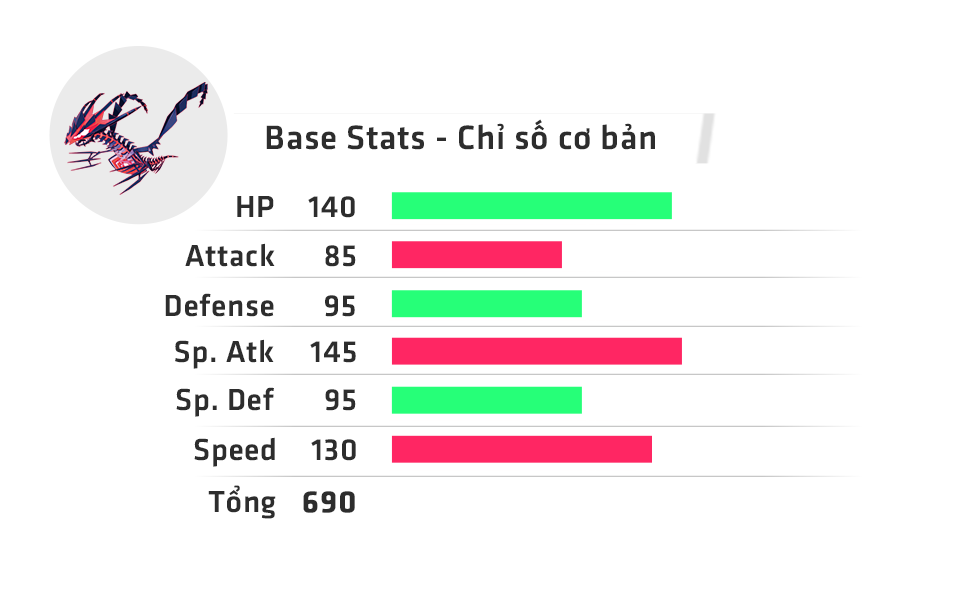 Base Stats - Chỉ số cơ bản
HP 140
Attack 85
Defense 95
Sp. Atk 145
Sp. Def 95
Speed 130
Tổng 690